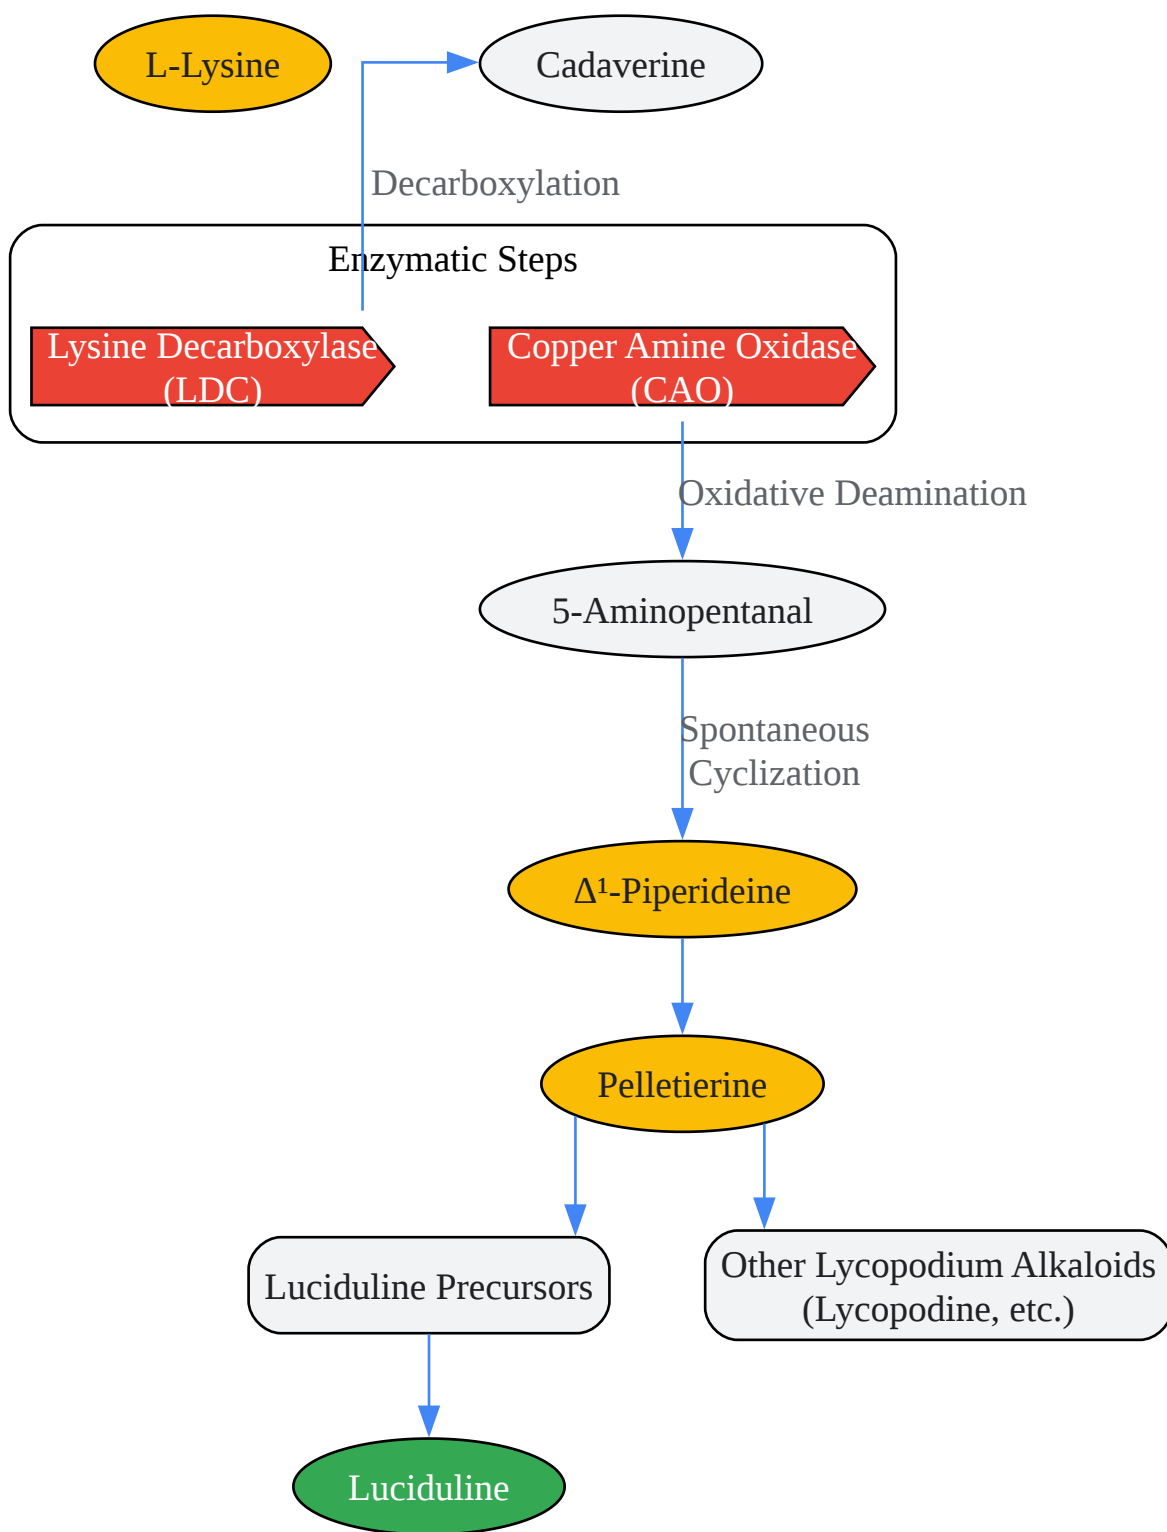 L-Lysine
Cadaverine
Decarboxylation
Enzymatic Steps
Lysine Decarboxylase
(LDC)
Copper Amine Oxidase
(CAO)
Oxidative Deamination
5-Aminopentanal
Spontaneous
Cyclization
Δ¹-Piperideine
Pelletierine
Luciduline Precursors
Other Lycopodium Alkaloids
(Lycopodine, etc.)
Luciduline